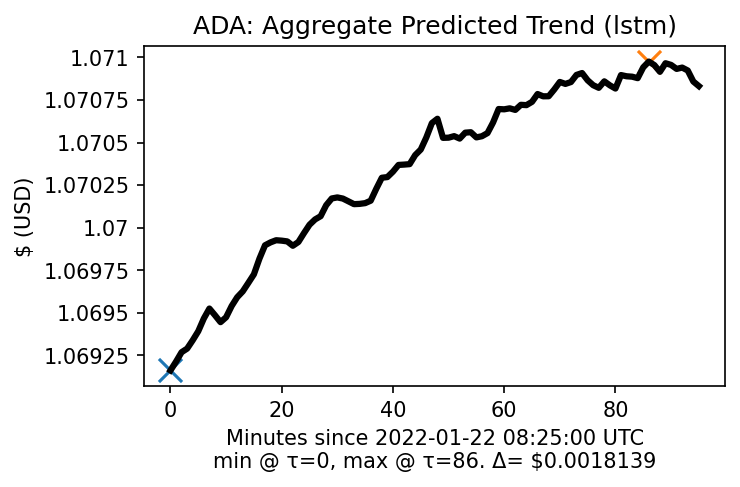 ADA: Aggregate Predicted Trend (lstm)
$ (USD)
1.071
1.07075
1.0705
1.07025
1.07
1.06975
1.0695
1.06925
0 20 40 60 80
Minutes since 2022-01-22 08:25:00 UTC
min @ τ=0, max @ τ=86. Δ= $0.0018139